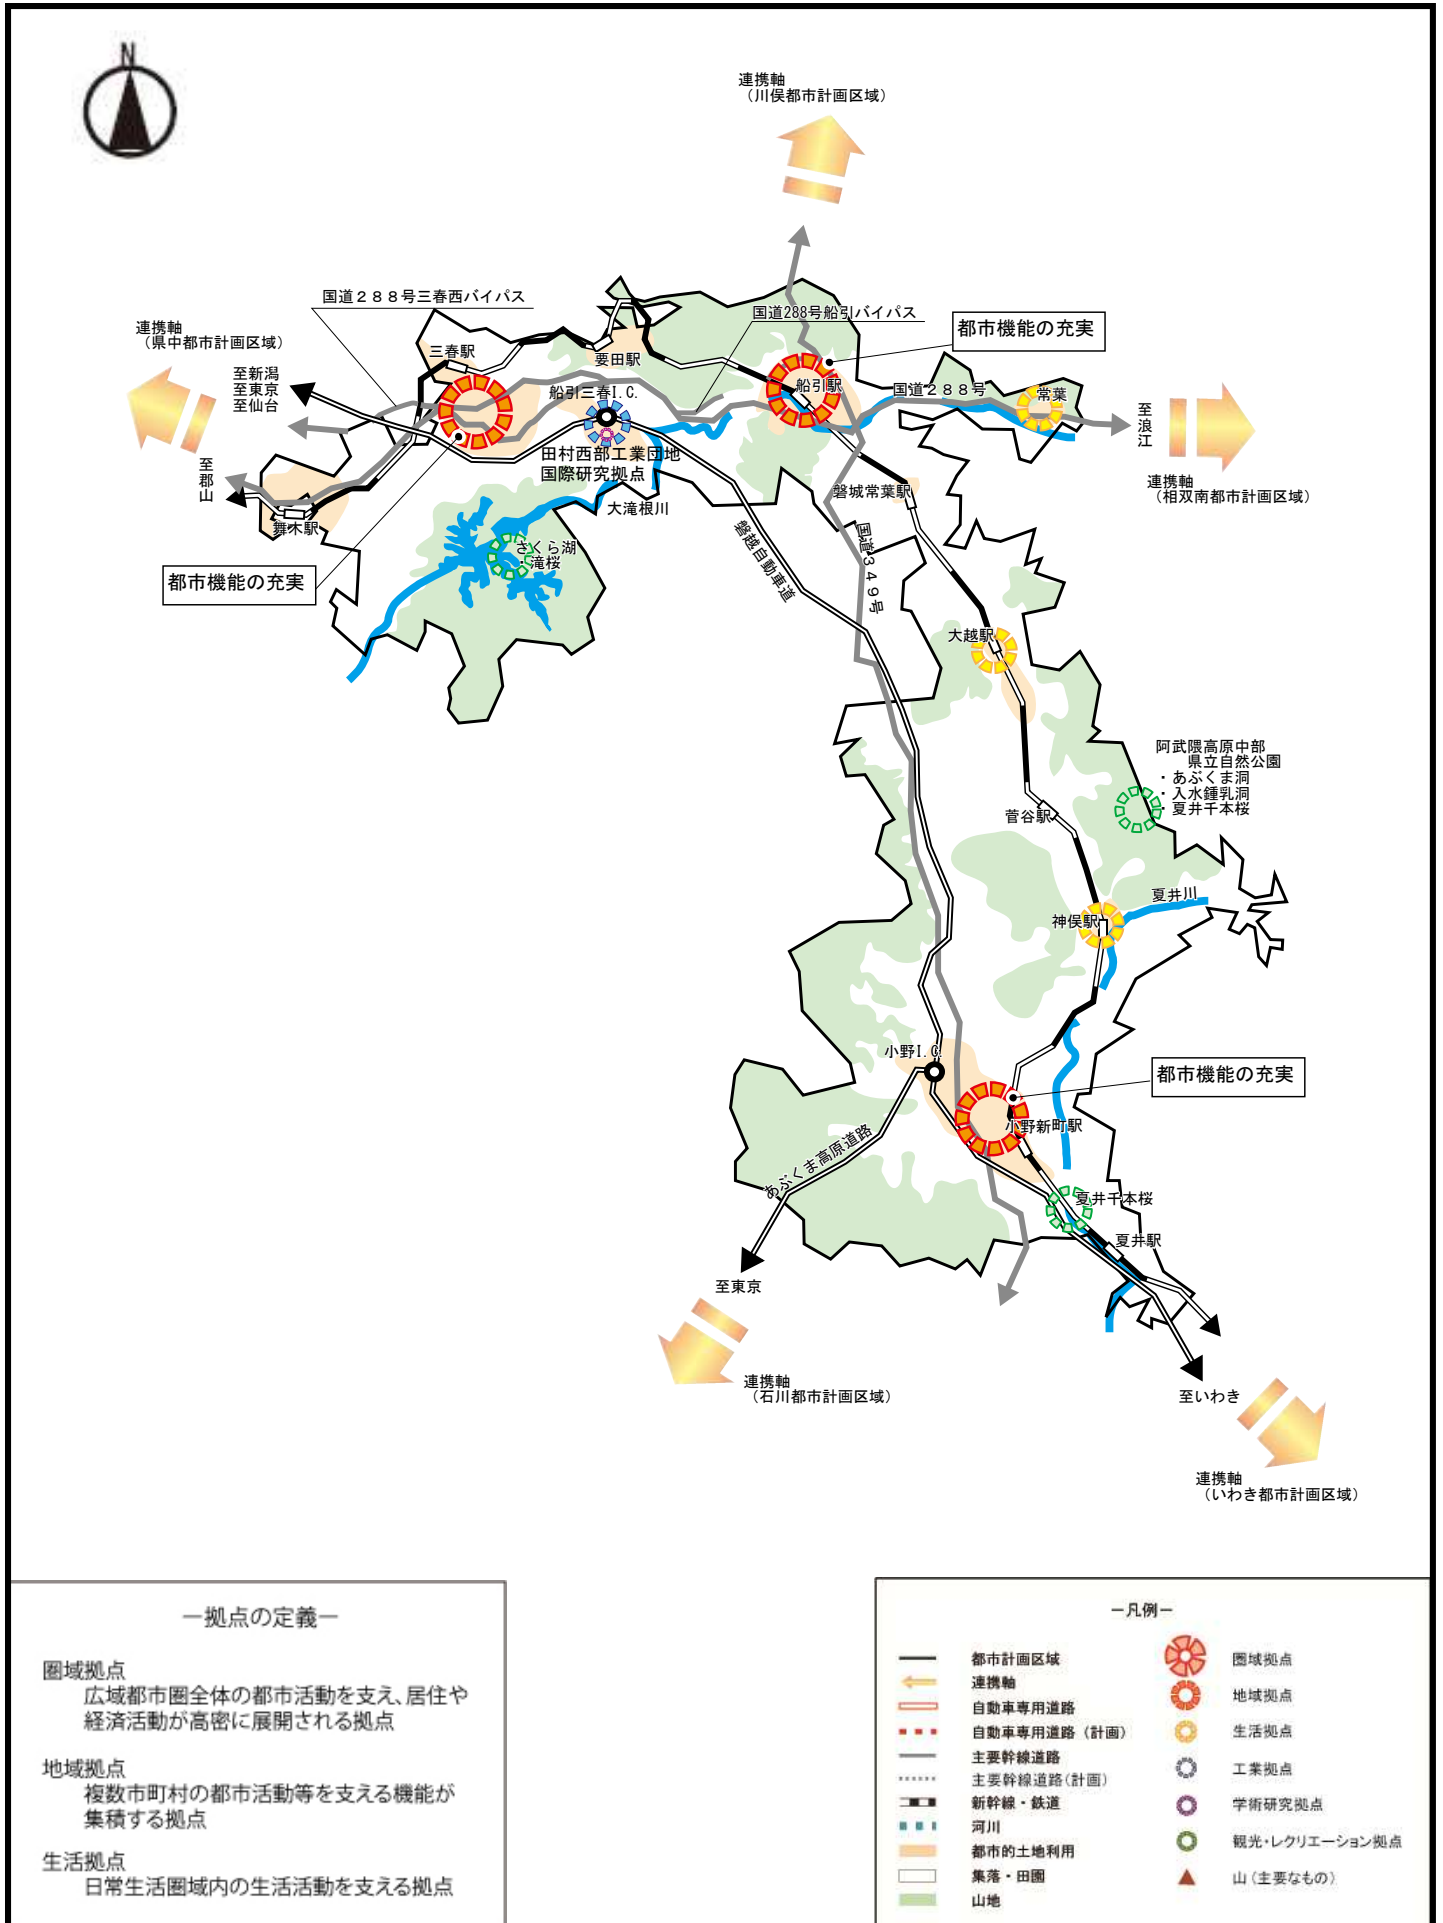 N
連携軸
（川俣都市計画区域）
国道２８８号三春西バイパス
国道288号船引バイパス
都市機能の充実
連携軸
（県中都市計画区域）
三春駅
要田駅
至新潟
至東京
至仙台
船引三春I.C.
船引駅
国道２８８号
常葉
至浪江
田村西部工業団地
国際研究拠点
至郡山
連携軸
（相双南都市計画区域）
磐城常葉駅
大滝根川
舞木駅
さくら湖
・滝桜
磐越自動車道
国道３４９号
都市機能の充実
大越駅
阿武隈高原中部
県立自然公園
・あぶくま洞
・入水鍾乳洞
・夏井千本桜
菅谷駅
夏井川
神俣駅
小野I.C.
都市機能の充実
小野新町駅
あぶくま高原道路
夏井千本桜
夏井駅
至東京
連携軸
（石川都市計画区域）
至いわき
連携軸
（いわき都市計画区域）
－拠点の定義－
圏域拠点
広域都市圏全体の都市活動を支え、居住や
経済活動が高密に展開される拠点
地域拠点
複数市町村の都市活動等を支える機能が
集積する拠点
生活拠点
日常生活圏域内の生活活動を支える拠点
－凡例－
都市計画区域
連携軸
自動車専用道路
自動車専用道路（計画）
主要幹線道路
主要幹線道路（計画）
新幹線・鉄道
河川
都市的土地利用
集落・田園
山地
圏域拠点
地域拠点
生活拠点
工業拠点
学術研究拠点
観光・レクリエーション拠点
山（主要なもの）